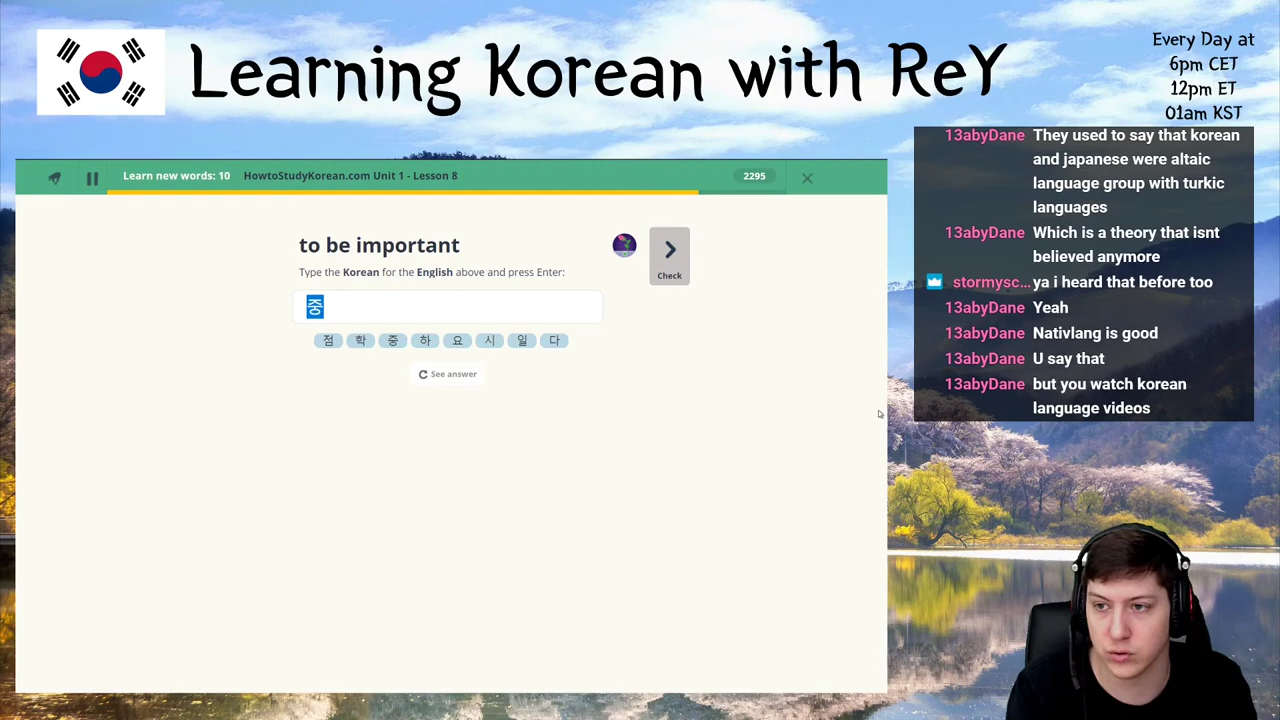 Learning Korean with ReY
Every Day at
6pm CET
12pm ET
01am KST
Learn new words: 10 HowtoStudyKorean.com Unit 1 - Lesson 8
2295
to be important
Type the Korean for the English above and press Enter:
Check
중
점 학 중 하 요 시 일 다
See answer
13abyDane They used to say that korean
and japanese were altaic
language group with turkic
languages
13abyDane Which is a theory that isnt
believed anymore
stormysc... ya i heard that before too
13abyDane Yeah
13abyDane Nativlang is good
13abyDane U say that
13abyDane but you watch korean
language videos